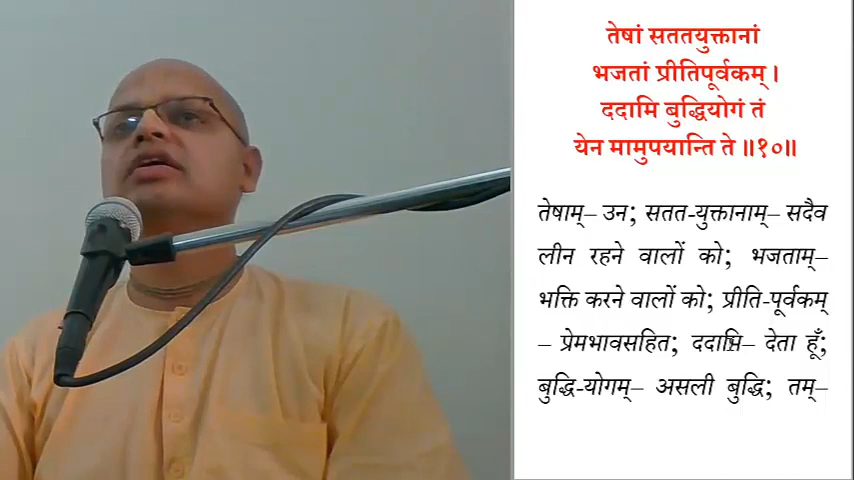 तेषां सततयुक्तानां
भजतां प्रीतिपूर्वकम् ।
ददामि बुद्धियोगं तं
येन मामुपयान्ति ते ॥१०॥
तेषाम्– उन; सतत-युक्तानाम्– सदैव
लीन रहने वालों को; भजताम्–
भक्ति करने वालों को; प्रीति-पूर्वकम्
– प्रेमभावसहित; ददामि– देता हूँ;
बुद्धि-योगम्– असली बुद्धि; तम्–